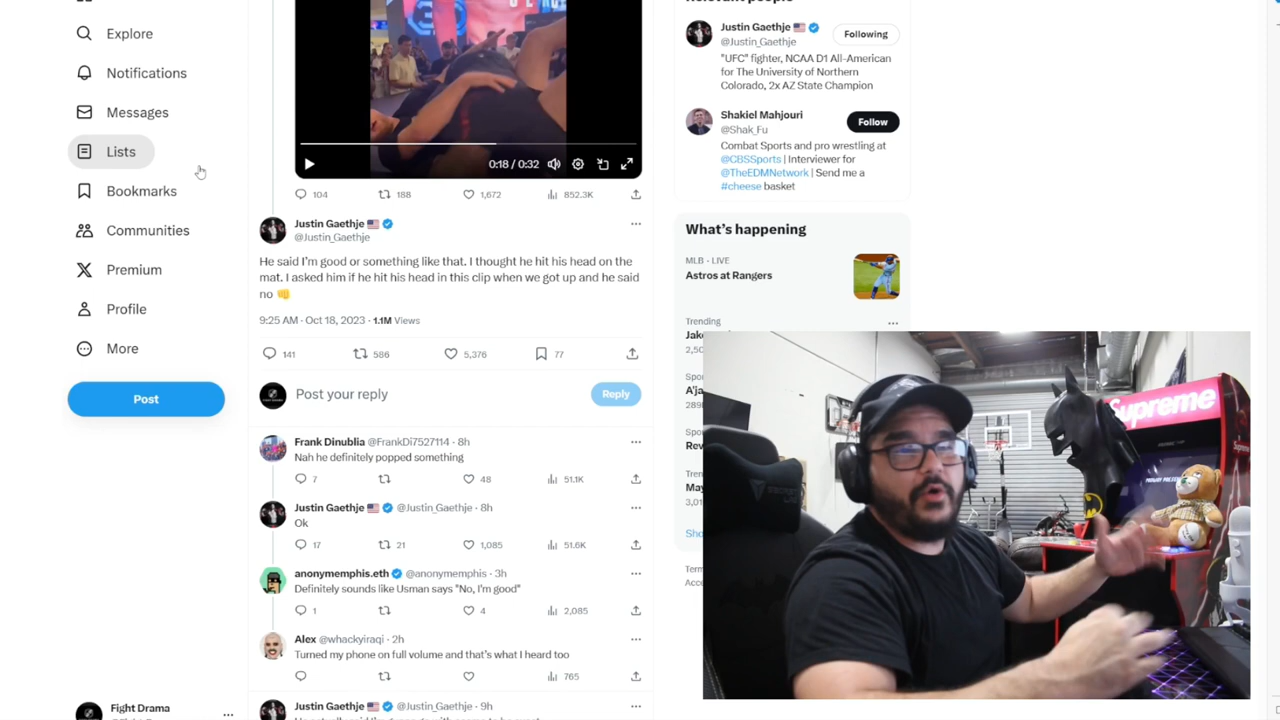 Explore
Notifications
Messages
Lists
Bookmarks
Communities
Premium
Profile
More
Post
Fight Drama
0:18 / 0:32
104 188 1,672 852.3K
Justin Gaethje
@Justin_Gaethje
He said I'm good or something like that. I thought he hit his head on the
mat. I asked him if he hit his head in this clip when we got up and he said
no 👊
9:25 AM · Oct 18, 2023 · 1.1M Views
141 586 5,376 77
Post your reply
Reply
Frank Dinublia @FrankDi7527114 · 8h
Nah he definitely popped something
7 48 51.1K
Justin Gaethje @Justin_Gaethje · 8h
Ok
17 21 1,085 51.6K
anonymemphis.eth @anonymemphis · 3h
Definitely sounds like Usman says "No, I'm good"
1 4 2,085
Alex @whackyiraqi · 2h
Turned my phone on full volume and that's what I heard too
765
Justin Gaethje @Justin_Gaethje · 9h
Justin Gaethje
@Justin_Gaethje
Following
"UFC" fighter, NCAA D1 All-American
for The University of Northern
Colorado, 2x AZ State Champion
Shakiel Mahjouri
@Shak_Fu
Follow
Combat Sports and pro wrestling at
@CBSSports | Interviewer for
@TheEDMNetwork | Send me a
#cheese basket
What's happening
MLB · LIVE
Astros at Rangers
Trending
Supreme